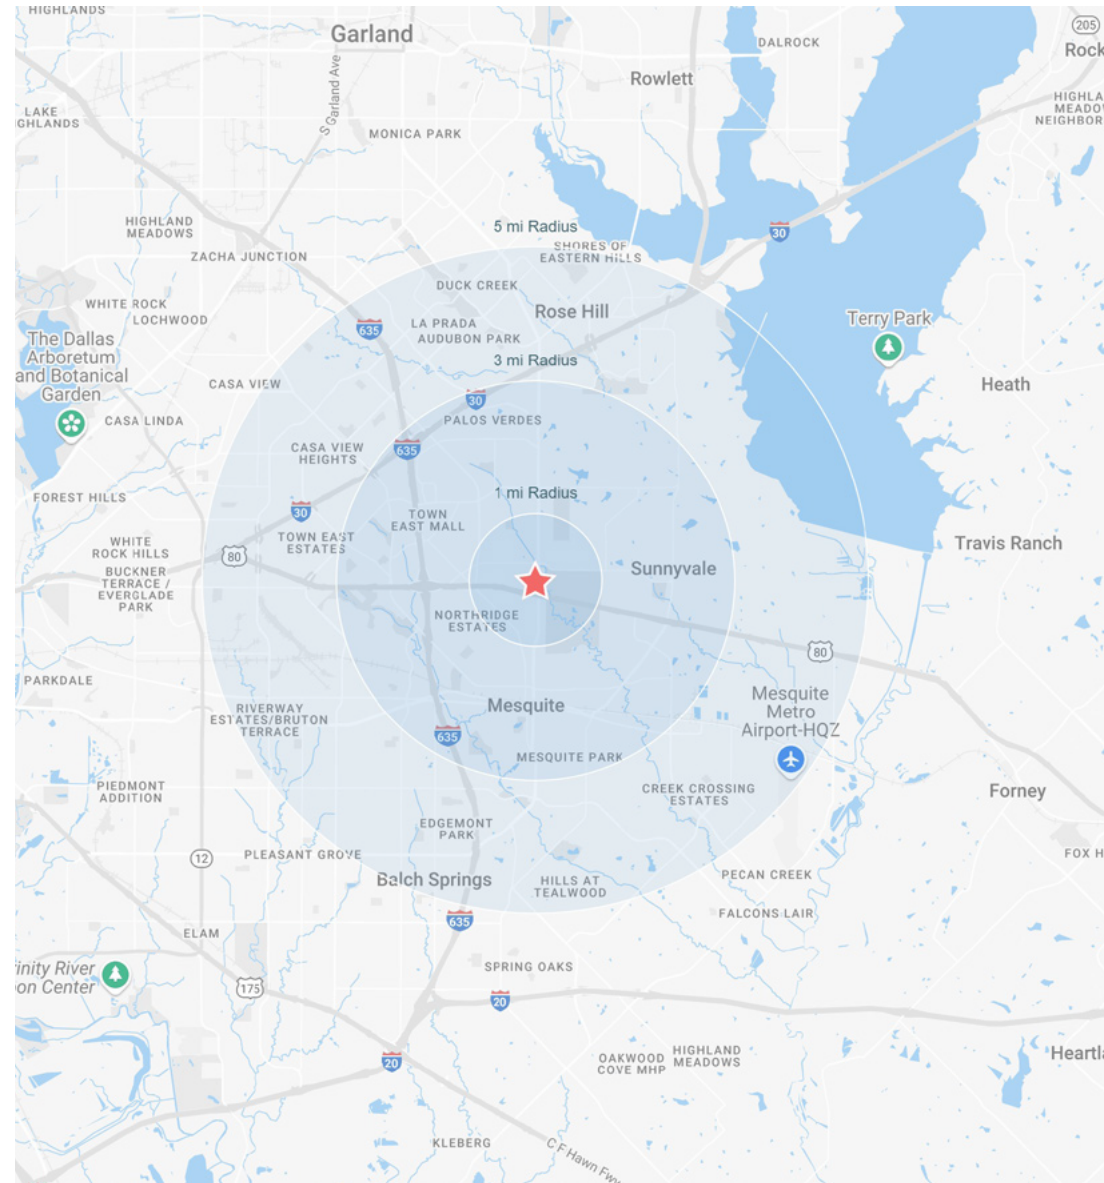 HIGHLANDS
Garland
205
DALROCK
Rock
Rowlett
S Garland Ave
LAKE
GHLANDS
HIGHLA
MEADOW
NEIGHBOR
MONICA PARK
HIGHLAND
MEADOWS
5 mi Radius
30
ZACHA JUNCTION
SHORES OF
EASTERN HILLS
DUCK CREEK
WHITE ROCK
LOCHWOOD
Rose Hill
635
LA PRADA
AUDUBON PARK
Terry Park
The Dallas
Arboretum
and Botanical
Garden
3 mi Radius
CASA VIEW
Heath
30
CASA LINDA
PALOS VERDES
635
CASA VIEW
HEIGHTS
FOREST HILLS
1 mi Radius
30
TOWN
EAST MALL
TOWN EAST
ESTATES
WHITE
ROCK HILLS
80
Travis Ranch
BUCKNER
TERRACE /
EVERGLADE
PARK
Sunnyvale
NORTHRIDGE
ESTATES
80
PARKDALE
Mesquite
Mesquite
Metro
Airport-HQZ
RIVERWAY
ESTATES/BRUTON
TERRACE
635
MESQUITE PARK
PIEDMONT
ADDITION
CREEK CROSSING
ESTATES
Forney
EDGEMONT
PARK
12
PLEASANT GROVE
FOX H
Balch Springs
HILLS AT
TEALWOOD
PECAN CREEK
FALCONS LAIR
635
ELAM
rinity River
on Center
SPRING OAKS
175
20
20
OAKWOOD
COVE MHP
HIGHLAND
MEADOWS
Heartla
KLEBERG
C F Hawn Fwy